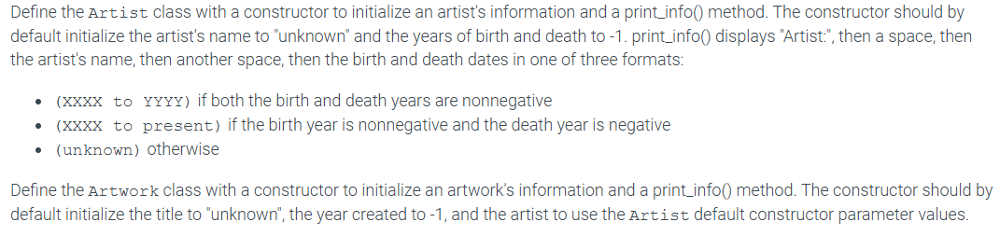 Define the Artist class with a constructor to initialize an artist's information and a print_info() method. The constructor should by
default initialize the artist's name to "unknown" and the years of birth and death to -1. print_info() displays "Artist:", then a space, then
the artist's name, then another space, then the birth and death dates in one of three formats:
• (XXXX to YYYY) if both the birth and death years are nonnegative
• (XXXX to present) if the birth year is nonnegative and the death year is negative
• (unknown) otherwise
Define the Artwork class with a constructor to initialize an artwork's information and a print_info() method. The constructor should by
default initialize the title to "unknown", the year created to -1, and the artist to use the Artist default constructor parameter values.